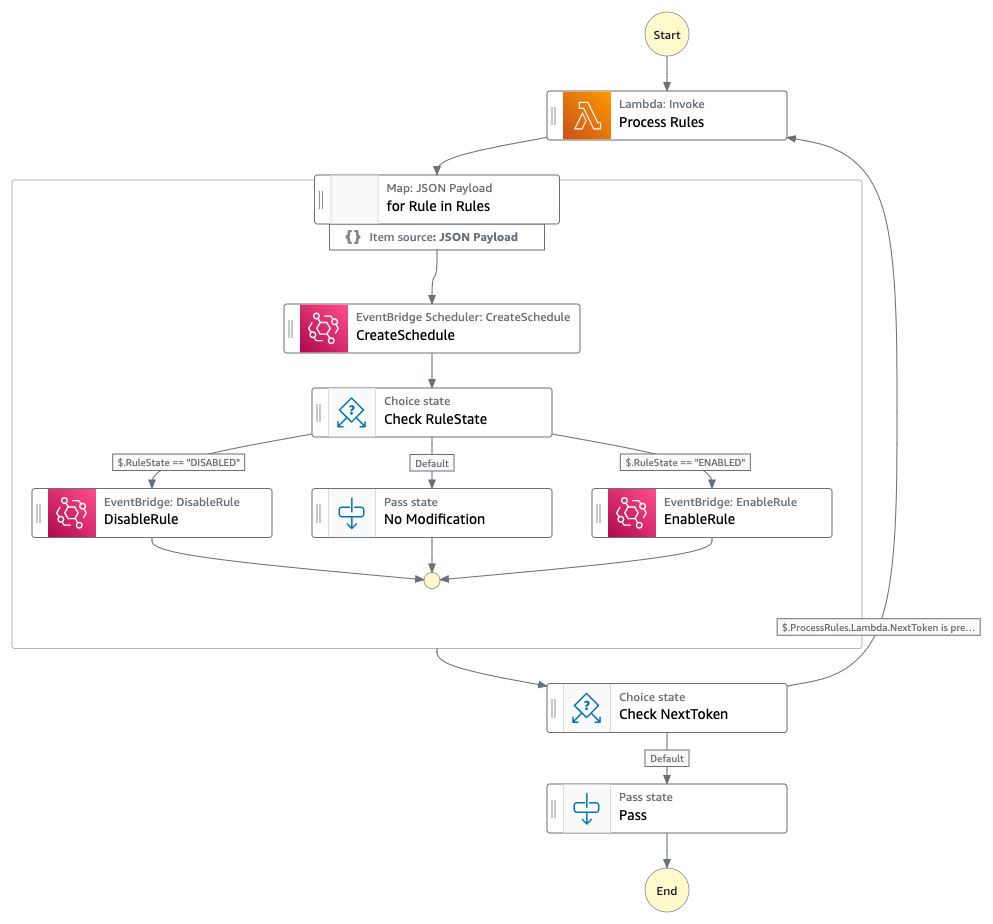 Start
Lambda: Invoke
Process Rules
Map: JSON Payload
for Rule in Rules
{} Item source: JSON Payload
EventBridge Scheduler: CreateSchedule
CreateSchedule
?
Choice state
Check RuleState
$.RuleState == "DISABLED"
Default
$.RuleState == "ENABLED"
EventBridge: DisableRule
DisableRule
Pass state
No Modification
EventBridge: EnableRule
EnableRule
$.ProcessRules.Lambda.NextToken is pre...
?
Choice state
Check NextToken
Default
Pass state
Pass
End